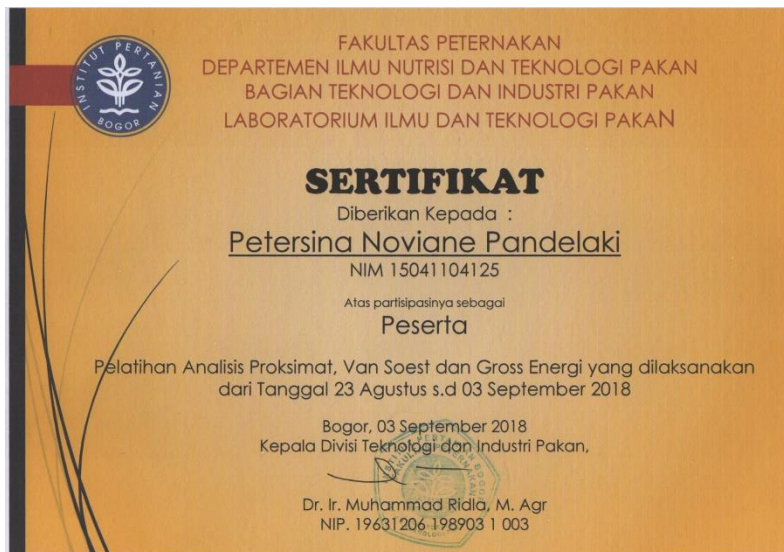 INSTITUT PERTANIAN
BOGOR
FAKULTAS PETERNAKAN
DEPARTEMEN ILMU NUTRISI DAN TEKNOLOGI PAKAN
BAGIAN TEKNOLOGI DAN INDUSTRI PAKAN
LABORATORIUM ILMU DAN TEKNOLOGI PAKAN
SERTIFIKAT
Diberikan Kepada :
Petersina Noviane Pandelaki
NIM 15041104125
Atas partisipasinya sebagai
Peserta
Pelatihan Analisis Proksimat, Van Soest dan Gross Energi yang dilaksanakan
dari Tanggal 23 Agustus s.d 03 September 2018
Bogor, 03 September 2018
Kepala Divisi Teknologi dan Industri Pakan,
Dr. Ir. Muhammad Ridla, M. Agr
NIP. 19631206 198903 1 003